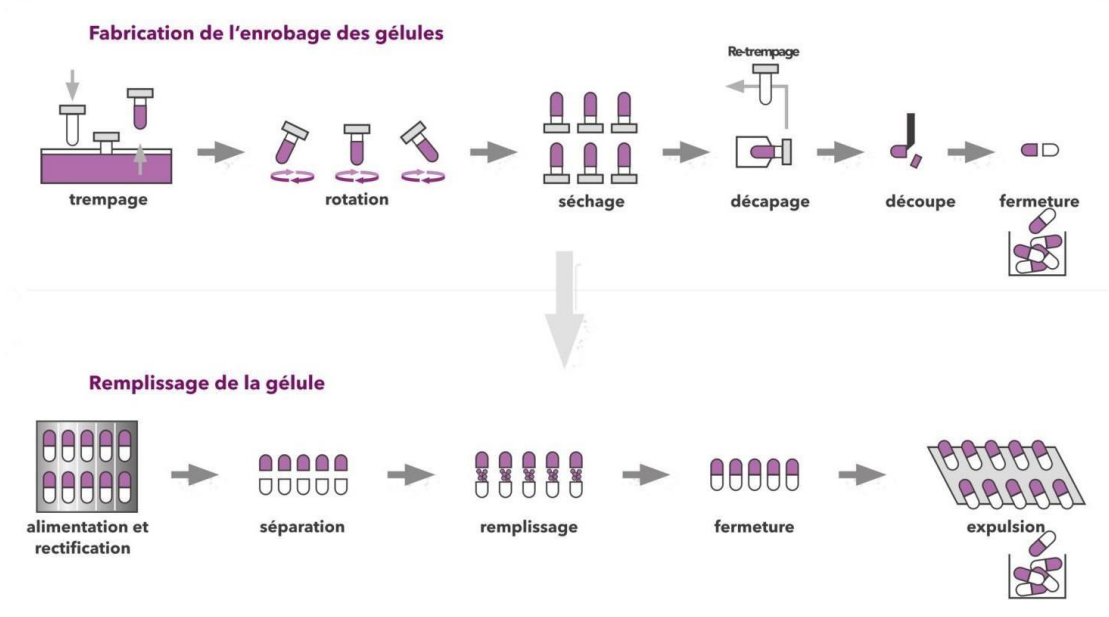 Fabrication de l'enrobage des gélules
Re-trempage
trempage
rotation
séchage
décapage
découpe
fermeture
Remplissage de la gélule
alimentation et
rectification
séparation
remplissage
fermeture
expulsion